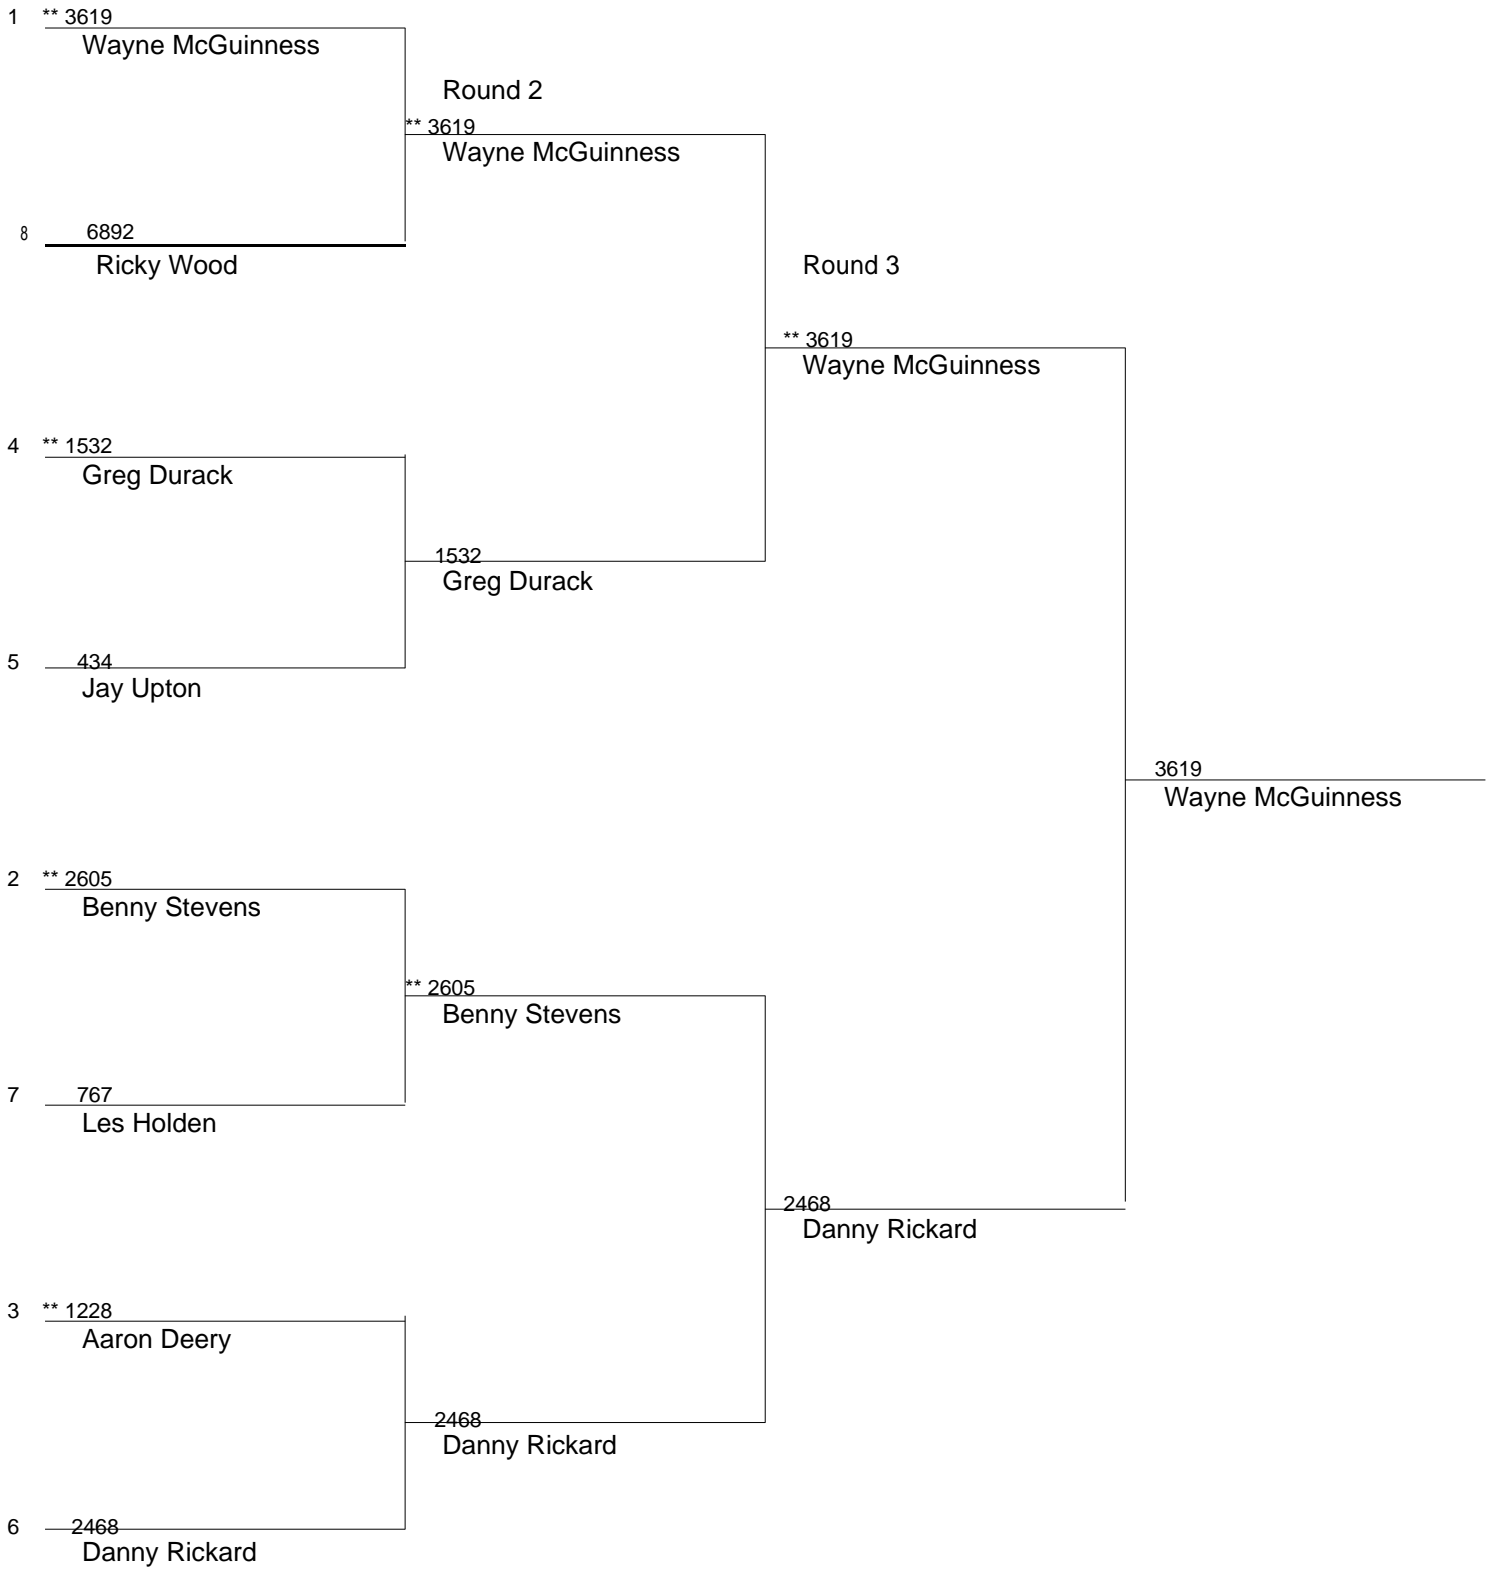 1 ** 3619
Wayne McGuinness
Round 2
** 3619
Wayne McGuinness
8 6892
Ricky Wood
Round 3
** 3619
Wayne McGuinness
4 ** 1532
Greg Durack
1532
Greg Durack
5 434
Jay Upton
3619
Wayne McGuinness
2 ** 2605
Benny Stevens
** 2605
Benny Stevens
7 767
Les Holden
2468
Danny Rickard
3 ** 1228
Aaron Deery
2468
Danny Rickard
6 2468
Danny Rickard